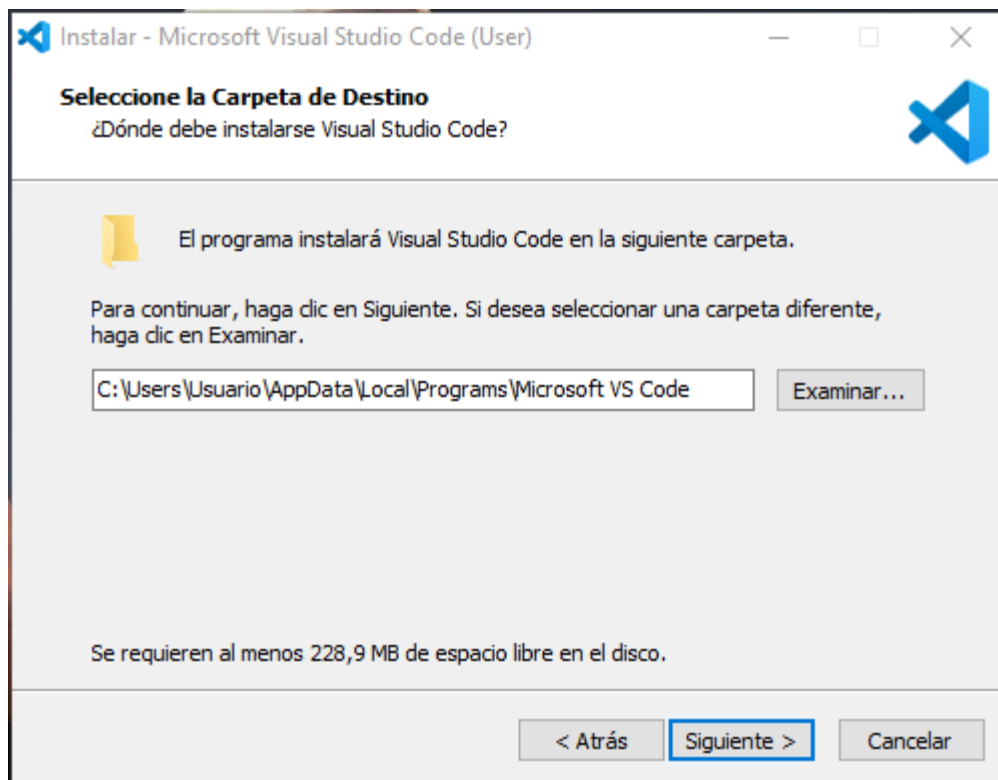 Instalar - Microsoft Visual Studio Code (User)
Seleccione la Carpeta de Destino
¿Dónde debe instalarse Visual Studio Code?
El programa instalará Visual Studio Code en la siguiente carpeta.
Para continuar, haga clic en Siguiente. Si desea seleccionar una carpeta diferente,
haga clic en Examinar.
C:\Users\Usuario\AppData\Local\Programs\Microsoft VS Code
Examinar...
Se requieren al menos 228,9 MB de espacio libre en el disco.
< Atrás
Siguiente >
Cancelar